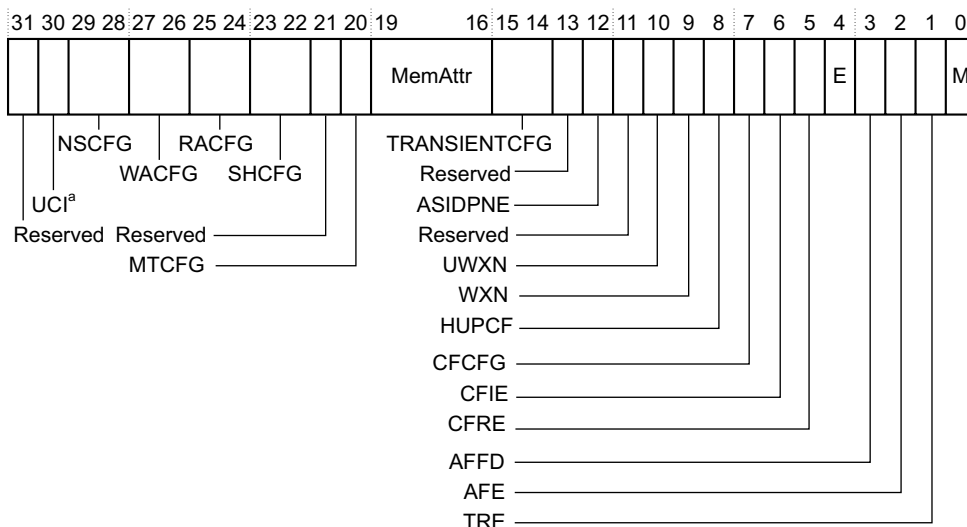 31 30 29 28 27 26 25 24 23 22 21 20 19 16 15 14 13 12 11 10 9 8 7 6 5 4 3 2 1 0
MemAttr E M
NSCFG RACFG TRANSIENTCFG
WACFG SHCFG Reserved
UCIᵃ ASIDPNE
Reserved Reserved Reserved
MTCFG UWXN
WXN
HUPCF
CFCFG
CFIE
CFRE
AFFD
AFE
TRE